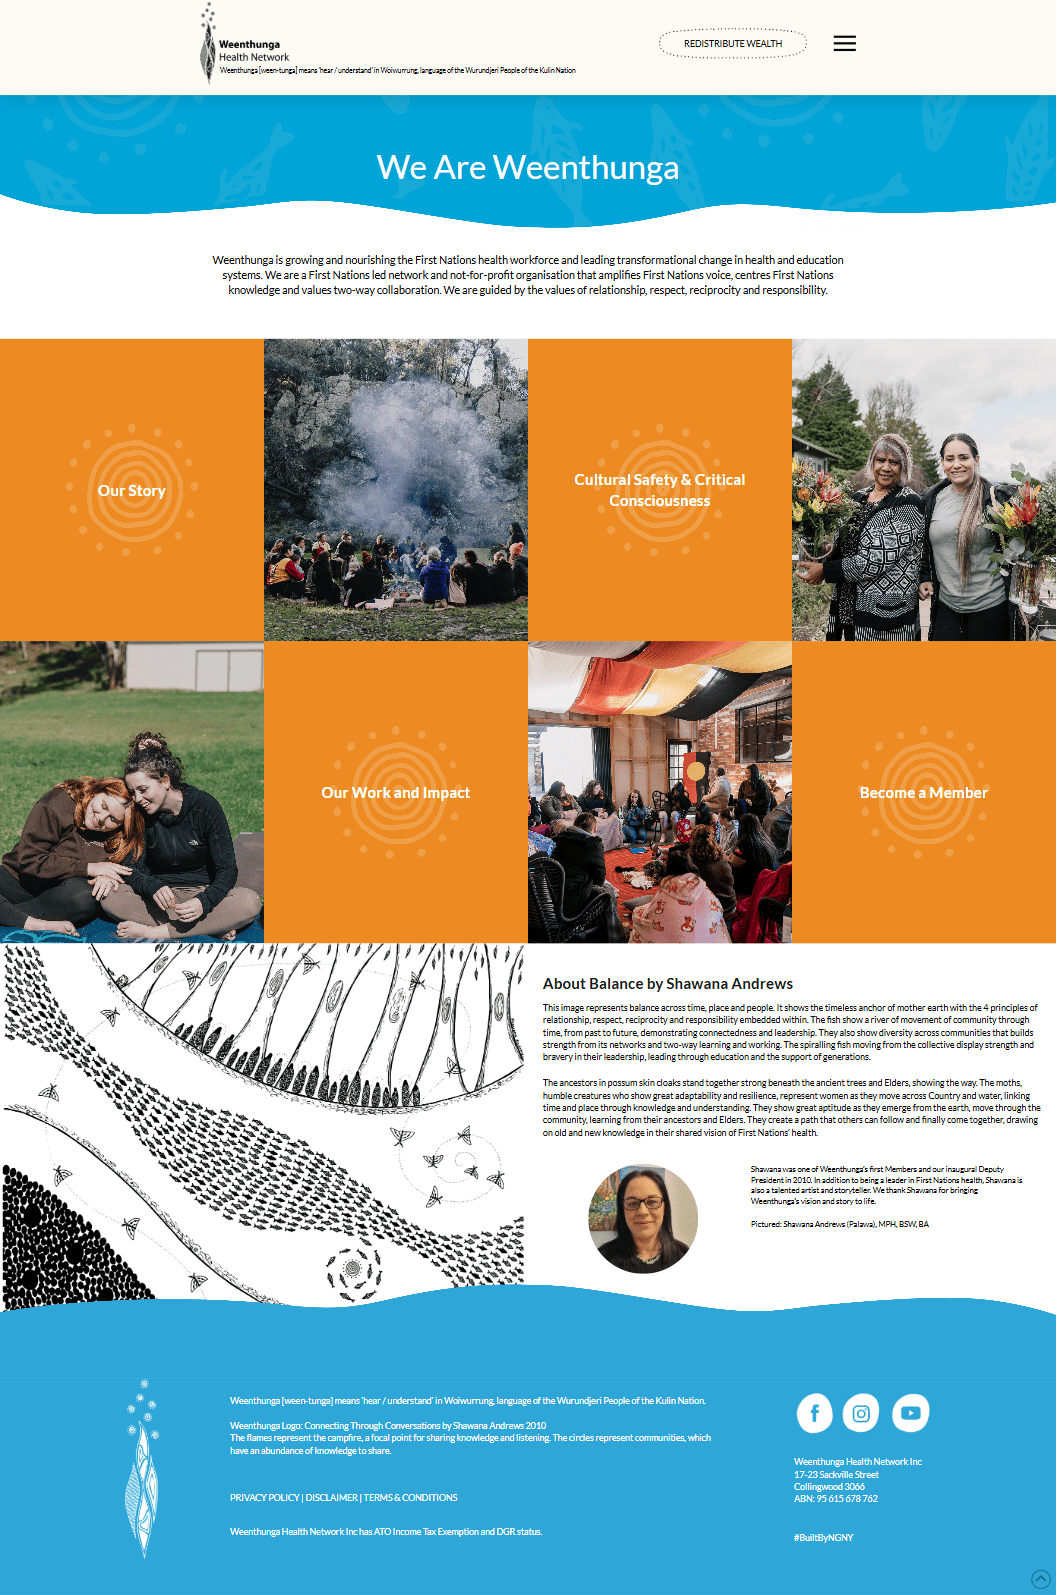 Weenthunga
Health Network
Weenthunga [ween-tunga] means 'hear / understand' in Woiwurrung, language of the Wurundjeri People of the Kulin Nation
REDISTRIBUTE WEALTH
We Are Weenthunga
Weenthunga is growing and nourishing the First Nations health workforce and leading transformational change in health and education
systems. We are a First Nations led network and not-for-profit organisation that amplifies First Nations voice, centres First Nations
knowledge and values two-way collaboration. We are guided by the values of relationship, respect, reciprocity and responsibility.
Our Story
Cultural Safety & Critical
Consciousness
Our Work and Impact
Become a Member
About Balance by Shawana Andrews
This image represents balance across time, place and people. It shows the timeless anchor of mother earth with the 4 principles of
relationship, respect, reciprocity and responsibility embedded within. The fish show a river of movement of community through
time, from past to future, demonstrating connectedness and leadership. They also show diversity across communities that builds
strength from its networks and two-way learning and working. The spiralling fish moving from the collective display strength and
bravery in their leadership, leading through education and the support of generations.
The ancestors in possum skin cloaks stand together strong beneath the ancient trees and Elders, showing the way. The moths,
humble creatures who show great adaptability and resilience, represent women as they move across Country and water, linking
time and place through knowledge and understanding. They show great aptitude as they emerge from the earth, move through the
community, learning from their ancestors and Elders. They create a path that others can follow and finally come together, drawing
on old and new knowledge in their shared vision of First Nations' health.
Shawana was one of Weenthunga's first Members and our inaugural Deputy
President in 2010. In addition to being a leader in First Nations health, Shawana is
also a talented artist and storyteller. We thank Shawana for bringing
Weenthunga's vision and story to life.
Pictured: Shawana Andrews (Palawa), MPH, BSW, BA
Weenthunga [ween-tunga] means 'hear / understand' in Woiwurrung, language of the Wurundjeri People of the Kulin Nation.
Weenthunga Logo: Connecting Through Conversations by Shawana Andrews 2010
The flames represent the campfire, a focal point for sharing knowledge and listening. The circles represent communities, which
have an abundance of knowledge to share.
PRIVACY POLICY | DISCLAIMER | TERMS & CONDITIONS
Weenthunga Health Network Inc has ATO Income Tax Exemption and DGR status.
Weenthunga Health Network Inc
17-23 Sackville Street
Collingwood 3066
ABN: 95 615 678 762
#BuiltByNGNY